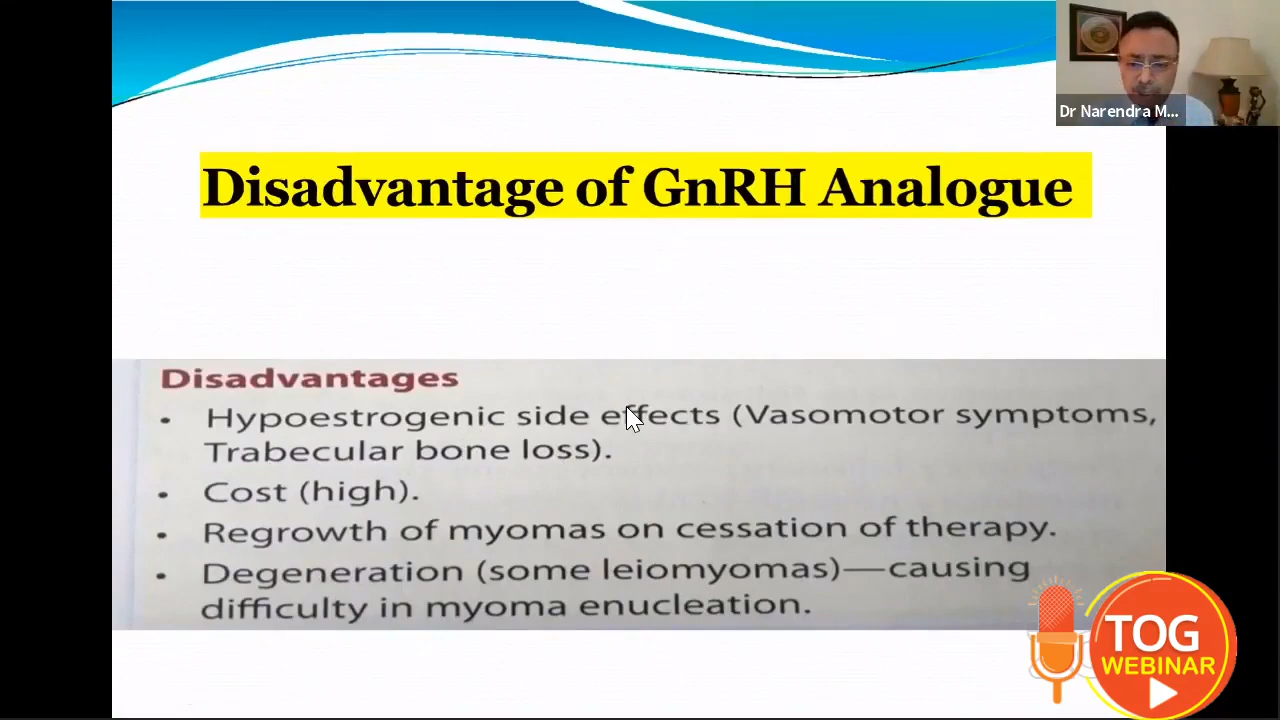 Dr Narendra M...
Disadvantage of GnRH Analogue
Disadvantages
• Hypoestrogenic side effects (Vasomotor symptoms,
Trabecular bone loss).
• Cost (high).
• Regrowth of myomas on cessation of therapy.
• Degeneration (some leiomyomas)—causing
difficulty in myoma enucleation.
TOG
WEBINAR